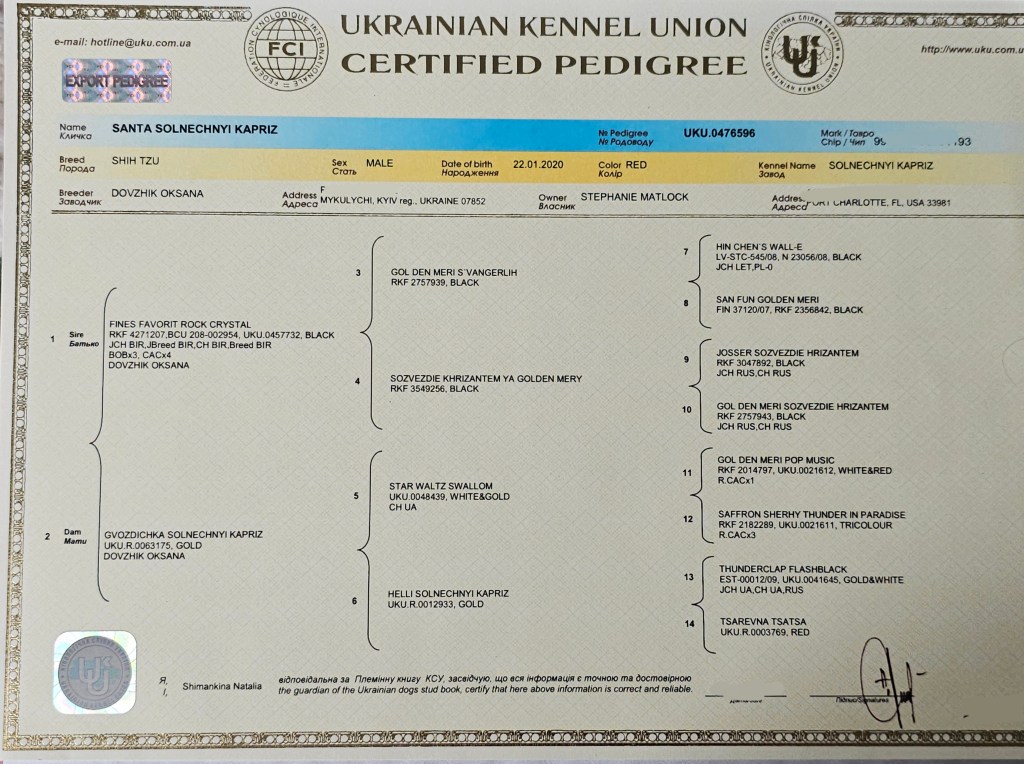 UKRAINIAN KENNEL UNION
CERTIFIED PEDIGREE
e-mail: hotline@uku.com.ua
http://www.uku.com.u
FEDERATION CYNOLOGIQUE INTERNATIONALE
FCI
EXPORT PEDIGREE
Name SANTA SOLNECHNYI KAPRIZ № Pedigree UKU.0476596 Mark / Тавро
Кличка № Родоводу Chip / Чип 93
Breed SHIH TZU Sex MALE Date of birth 22.01.2020 Color RED Kennel Name SOLNECHNYI KAPRIZ
Порода Стать Народження Колір Завод
Breeder DOVZHIK OKSANA Address F Owner STEPHANIE MATLOCK Addres
Заводчик Адреса MYKULYCHI, KYIV reg., UKRAINE 07852 Власник Адреса CHARLOTTE, FL, USA 33981
1 Sire
Батько
FINES FAVORIT ROCK CRYSTAL
RKF 4271207,BCU 208-002954, UKU.0457732, BLACK
JCH BIR,JBreed BIR,CH BIR,Breed BIR
BOBx3, CACx4
DOVZHIK OKSANA
2 Dam
Мати
GVOZDICHKA SOLNECHNYI KAPRIZ
UKU.R.0063175, GOLD
DOVZHIK OKSANA
3 GOL DEN MERI S`VANGERLIH
RKF 2757939, BLACK
4 SOZVEZDIE KHRIZANTEM YA GOLDEN MERY
RKF 3549256, BLACK
5 STAR WALTZ SWALLOM
UKU.0048439, WHITE&GOLD
CH UA
6 HELLI SOLNECHNYI KAPRIZ
UKU.R.0012933, GOLD
7 HIN CHEN`S WALL-E
LV-STC-545/08, N 23056/08, BLACK
JCH LET,PL-0
8 SAN FUN GOLDEN MERI
FIN 37120/07, RKF 2356842, BLACK
9 JOSSER SOZVEZDIE HRIZANTEM
RKF 3047892, BLACK
JCH RUS,CH RUS
10 GOL DEN MERI SOZVEZDIE HRIZANTEM
RKF 2757943, BLACK
JCH RUS,CH RUS
11 GOL DEN MERI POP MUSIC
RKF 2014797, UKU.0021612, WHITE&RED
R.CACx1
12 SAFFRON SHERHY THUNDER IN PARADISE
RKF 2182289, UKU.0021611, TRICOLOUR
R.CACx3
13 THUNDERCLAP FLASHBLACK
EST-00012/09, UKU.0041645, GOLD&WHITE
JCH UA,CH UA,RUS
14 TSAREVNA TSATSA
UKU.R.0003769, RED
Я,
I, Shimankina Natalia
відповідальна за Племінну книгу КСУ, засвідчую, що вся інформація є точною та достовірною
the guardian of the Ukrainian dogs stud book, certify that here above information is correct and reliable.
Підпис/Signature